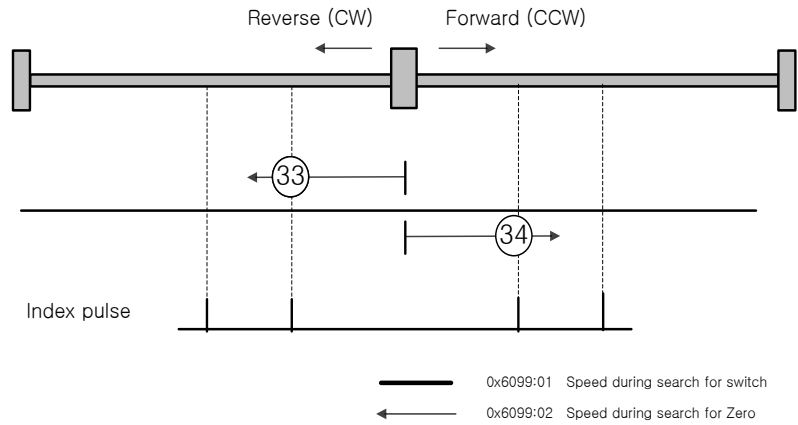 Reverse (CW) Forward (CCW)
33
34
Index pulse
0x6099:01 Speed during search for switch
0x6099:02 Speed during search for Zero